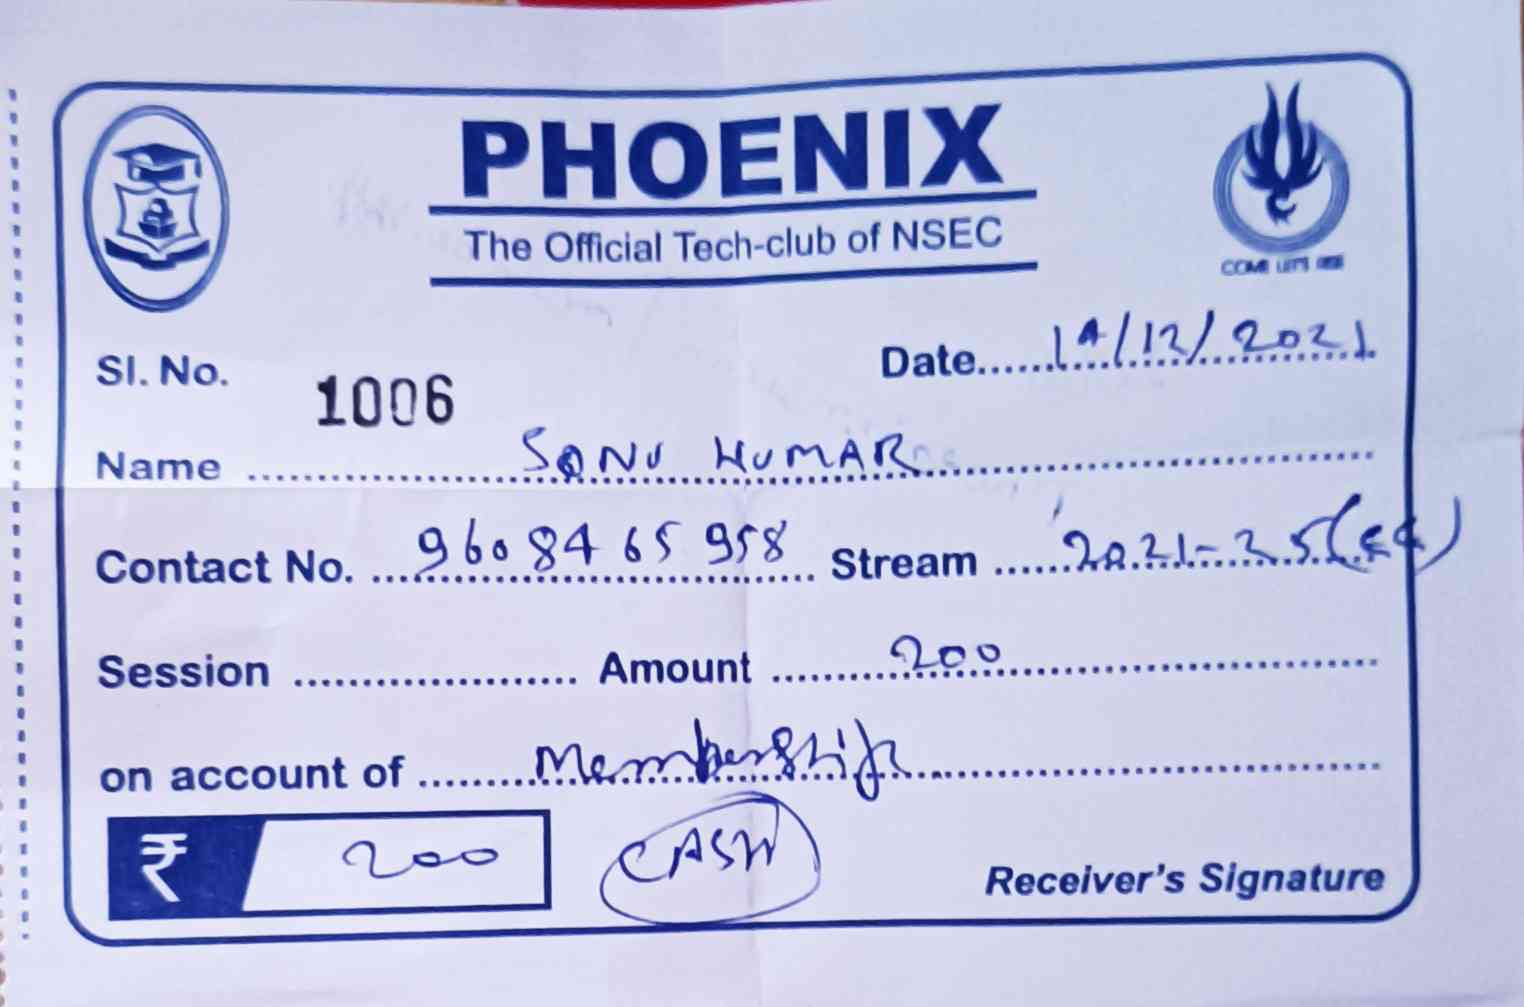 PHOENIX
The Official Tech-club of NSEC
COME LET'S RISE
Sl. No. 1006
Date 14/12/2021
Name SONU KUMAR
Contact No. 9608465958 Stream 2021-25(EE)
Session Amount 200
on account of Membership
₹ 200 CASH
Receiver's Signature